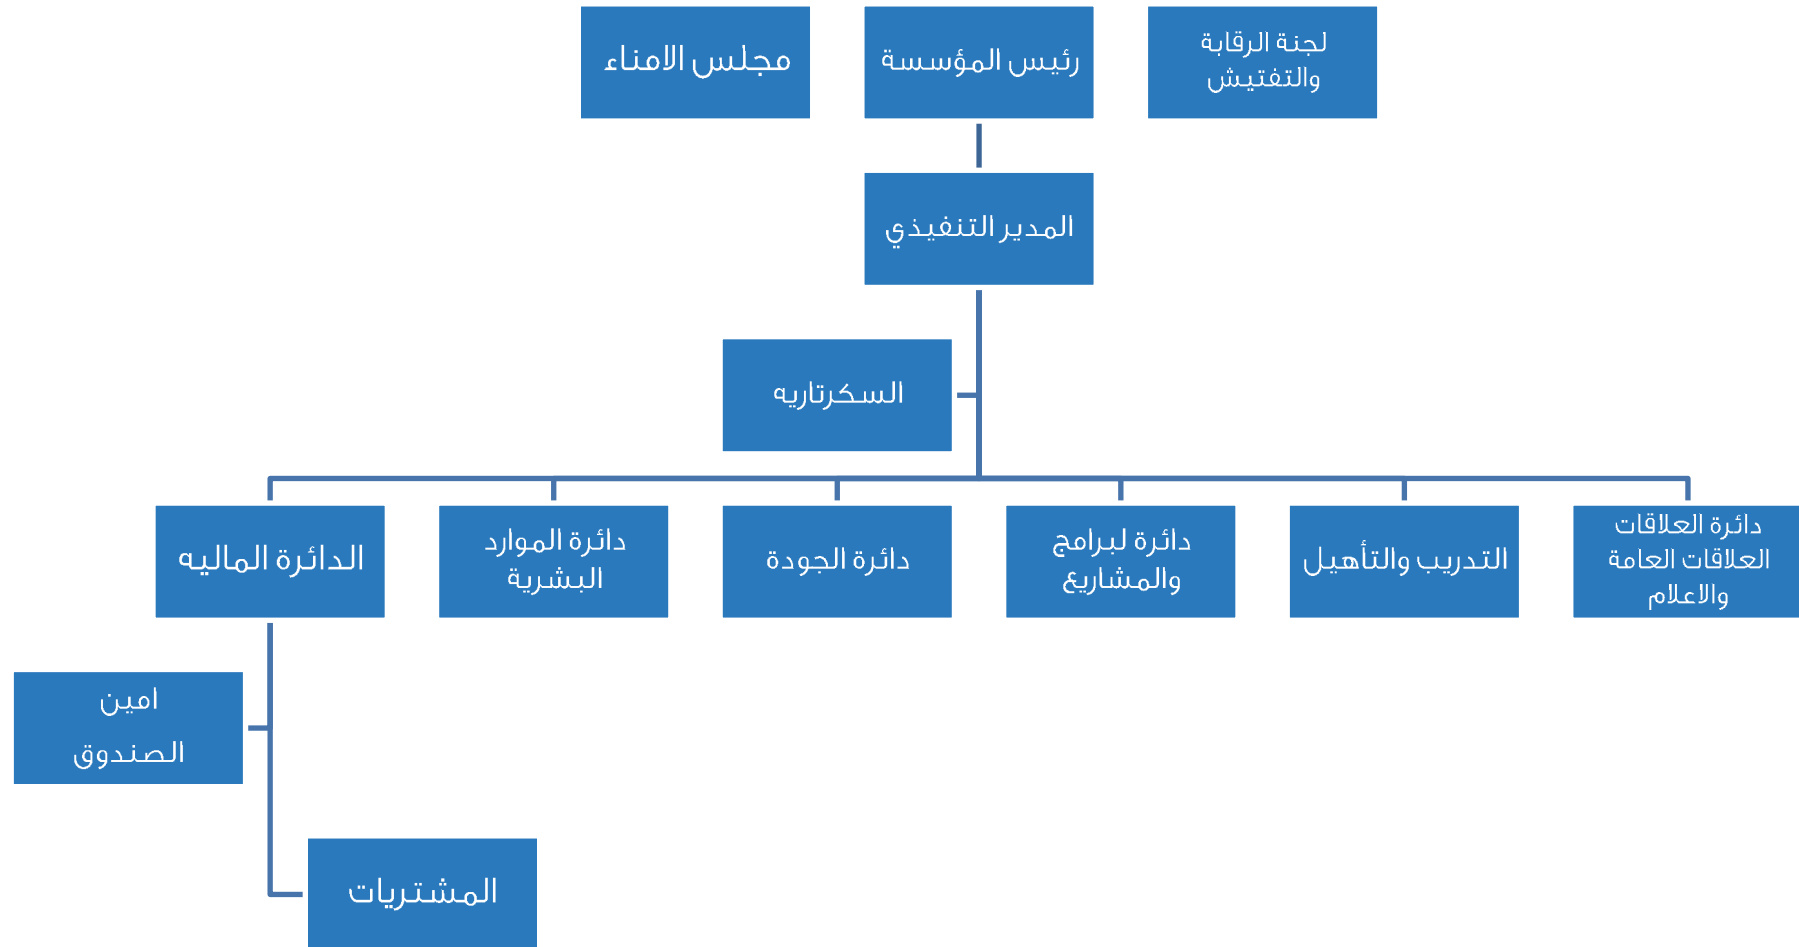 لجنة الرقابة
والتفتيش
رئيس المؤسسة
مجلس الامناء
المدير التنفيذي
السكرتاريه
دائرة العلاقات
العلاقات العامة
والاعلام
التدريب والتأهيل
دائرة لبرامج
والمشاريع
دائرة الجودة
دائرة الموارد
البشرية
الدائرة الماليه
امين
الصندوق
المشتريات